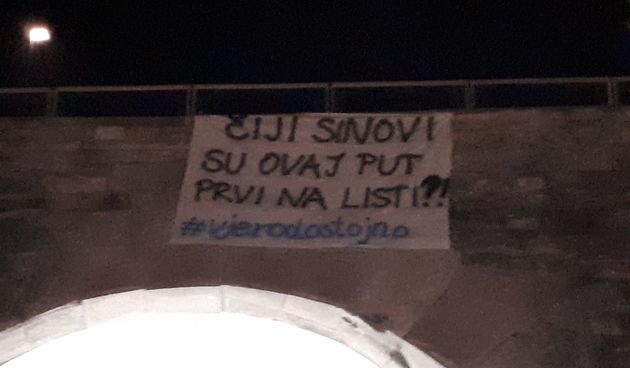 ČIJI SINOVI
SU OVAJ PUT
PRVI NA LISTI?!
#vjerodostojno